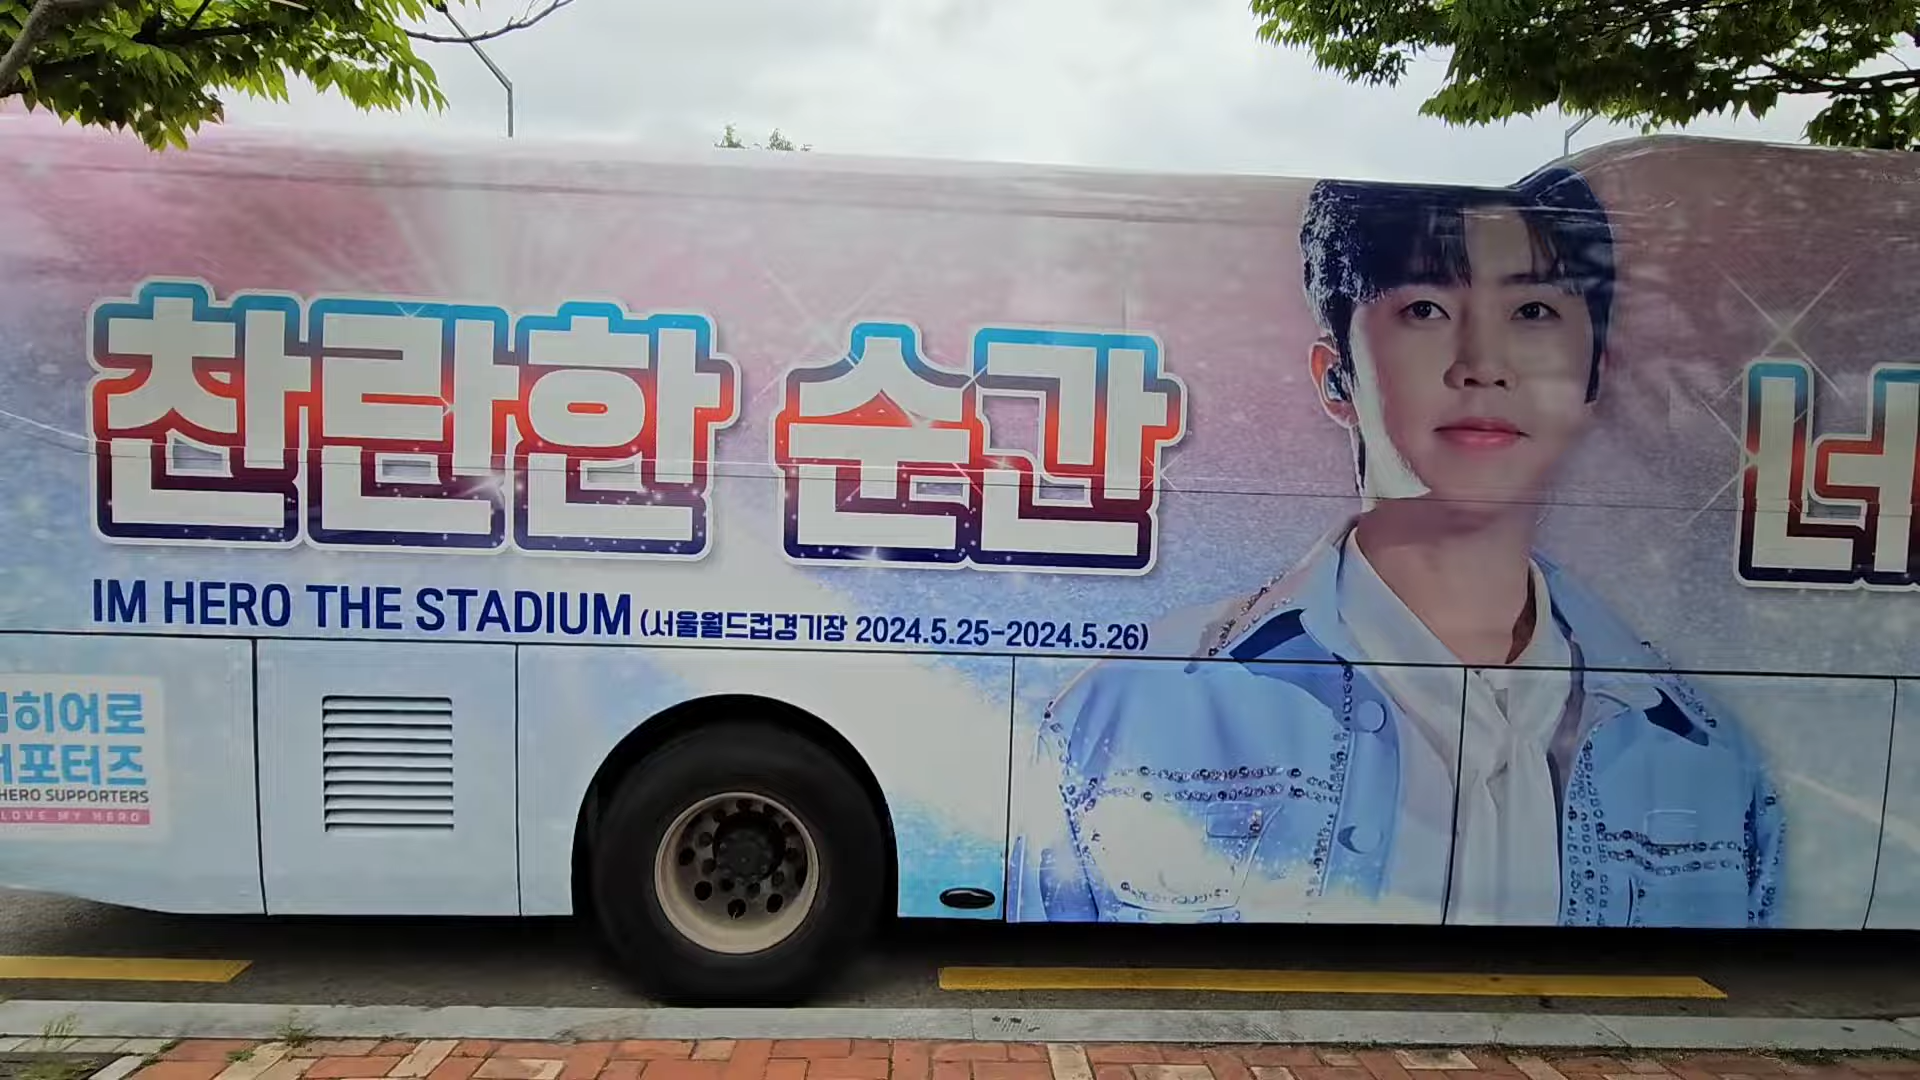 찬란한 순간
IM HERO THE STADIUM (서울월드컵경기장 2024.5.25-2024.5.26)
히어로
포터즈
HERO SUPPORTERS
LOVE MY HERO